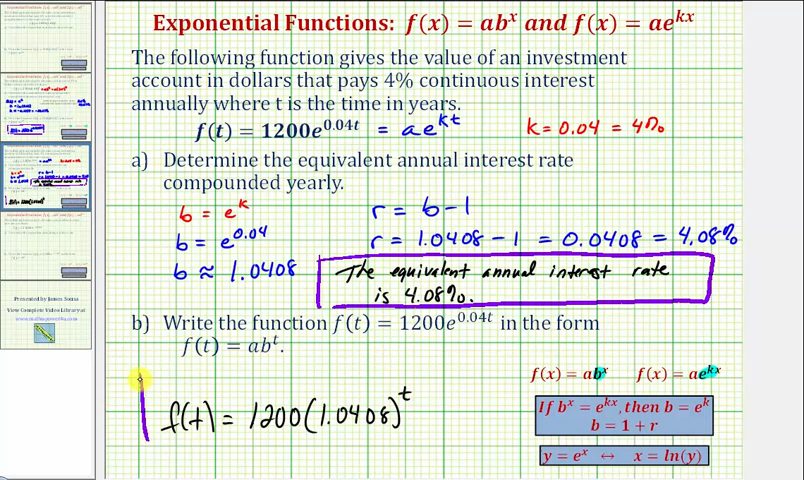 Exponential Functions: f(x) = ab^x and f(x) = ae^{kx}
The following function gives the value of an investment
account in dollars that pays 4% continuous interest
annually where t is the time in years.
f(t) = 1200e^{0.04t} = ae^{kt} k = 0.04 = 4%
a) Determine the equivalent annual interest rate
compounded yearly.
b = e^k r = b - 1
b = e^{0.04} r = 1.0408 - 1 = 0.0408 = 4.08%
b ≈ 1.0408 The equivalent annual interest rate
is 4.08%.
b) Write the function f(t) = 1200e^{0.04t} in the form
f(t) = ab^t.
f(x) = ab^x f(x) = ae^{kx}
f(t) = 1200(1.0408)^t
If b^x = e^{kx}, then b = e^k
b = 1 + r
y = e^x ↔ x = ln(y)
Presented by James Sousa
View Complete Video Library at
www.mathispower4u.com